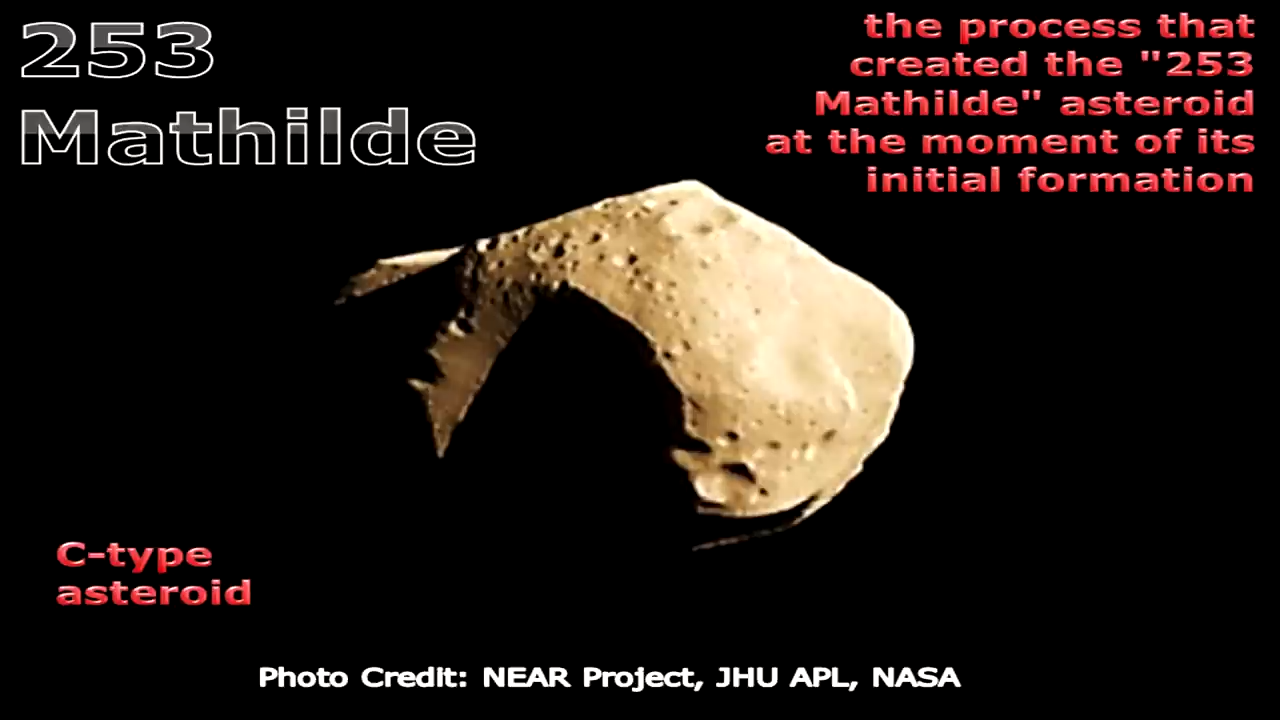 253
Mathilde
the process that
created the "253
Mathilde" asteroid
at the moment of its
initial formation
C-type
asteroid
Photo Credit: NEAR Project, JHU APL, NASA